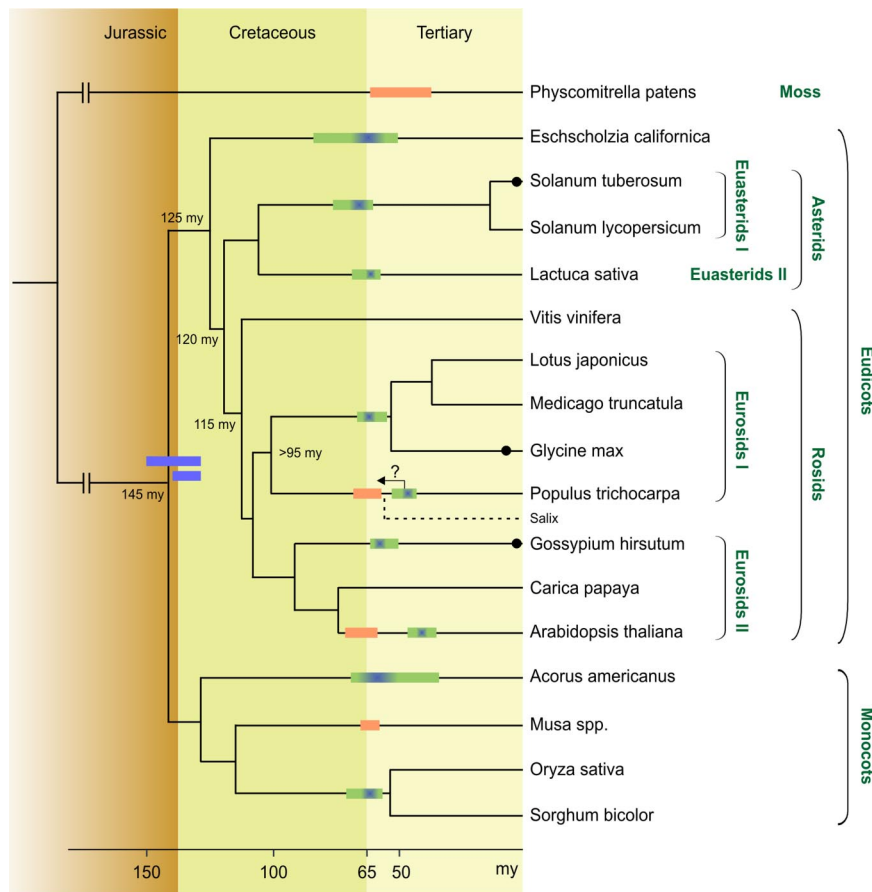 Jurassic
Cretaceous
Tertiary
Physcomitrella patens
Moss
Eschscholzia californica
Solanum tuberosum
Solanum lycopersicum
Euasterids I
Lactuca sativa
Euasterids II
Asterids
125 my
Vitis vinifera
120 my
Lotus japonicus
Medicago truncatula
Glycine max
Eurosids I
115 my
>95 my
?
Populus trichocarpa
Salix
145 my
Gossypium hirsutum
Carica papaya
Arabidopsis thaliana
Eurosids II
Rosids
Eudicots
Acorus americanus
Musa spp.
Oryza sativa
Sorghum bicolor
Monocots
150
100
65
50
my